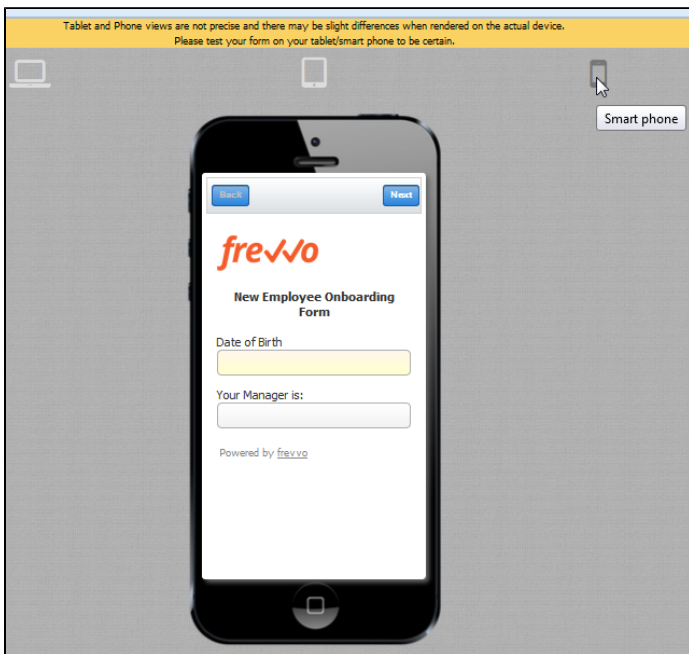 Tablet and Phone views are not precise and there may be slight differences when rendered on the actual device.
Please test your form on your tablet/smart phone to be certain.
Smart phone
Back Next
frevvo
New Employee Onboarding
Form
Date of Birth
Your Manager is:
Powered by frevvo